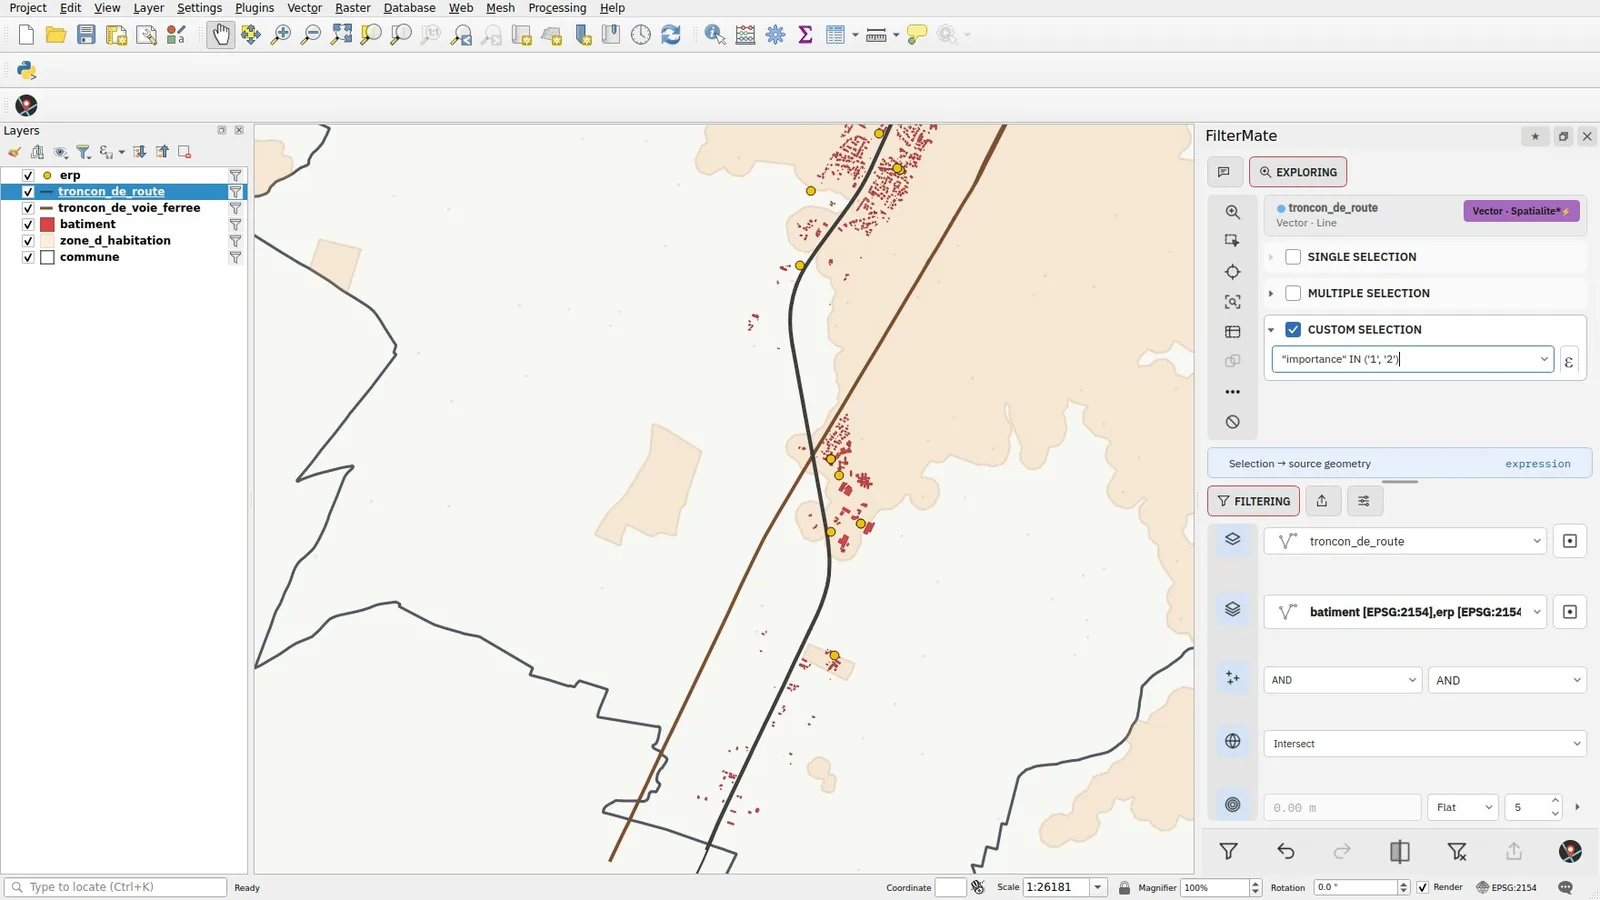 Project Edit View Layer Settings Plugins Vector Raster Database Web Mesh Processing Help
Layers
erp
troncon_de_route
troncon_de_voie_ferree
batiment
zone_d_habitation
commune
FilterMate
EXPLORING
troncon_de_route
Vector · Line
Vector · Spatialite*⚡
SINGLE SELECTION
MULTIPLE SELECTION
CUSTOM SELECTION
"importance" IN ('1', '2')
ε
Selection → source geometry expression
FILTERING
troncon_de_route
batiment [EPSG:2154],erp [EPSG:2154
AND AND
Intersect
0.00 m Flat 5
Type to locate (Ctrl+K) Ready Coordinate Scale 1:26181 Magnifier 100% Rotation 0.0 ° Render EPSG:2154